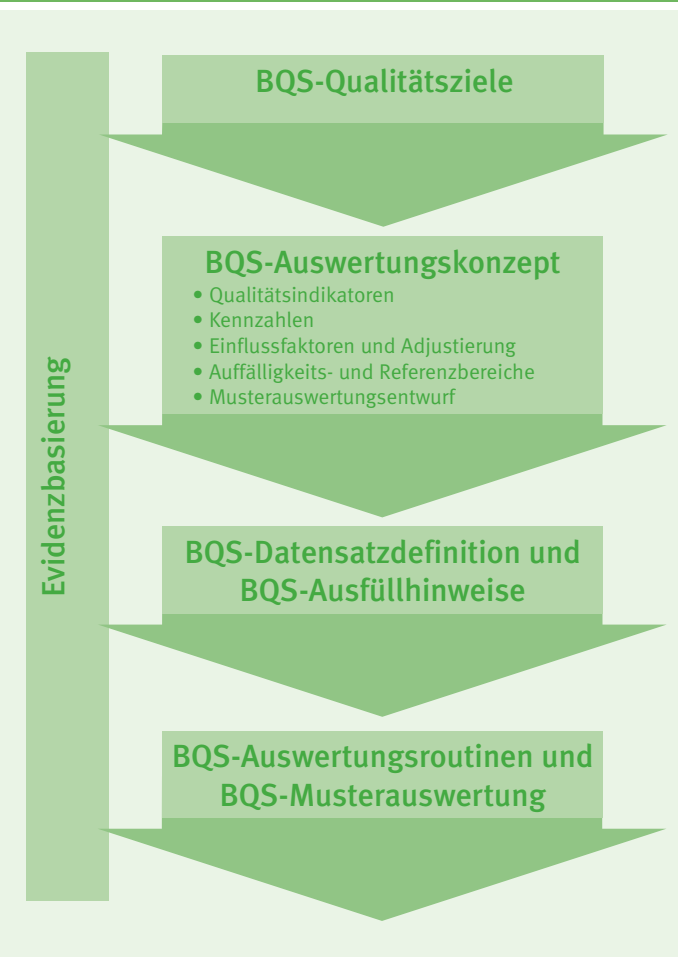 BQS-Qualitätsziele
BQS-Auswertungskonzept
• Qualitätsindikatoren
• Kennzahlen
• Einflussfaktoren und Adjustierung
• Auffälligkeits- und Referenzbereiche
• Musterauswertungsentwurf
Evidenzbasierung
BQS-Datensatzdefinition und
BQS-Ausfüllhinweise
BQS-Auswertungsroutinen und
BQS-Musterauswertung